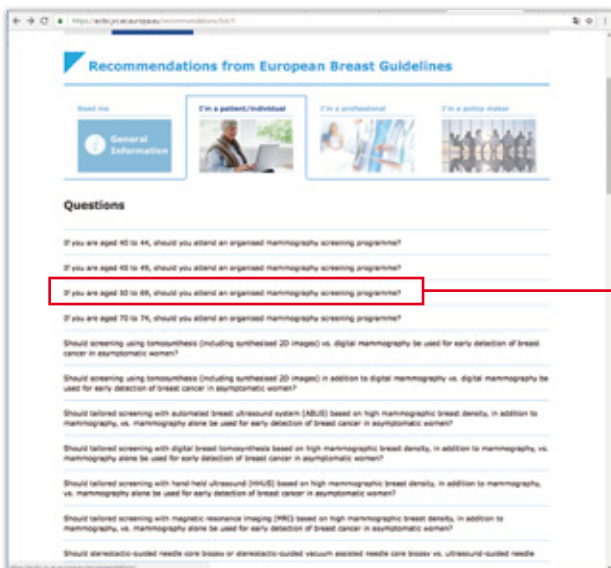 https://ecibc.jrc.ec.europa.eu/recommendations/list/1
Recommendations from European Breast Guidelines
Read me
I'm a patient/individual
I'm a professional
I'm a policy maker
General
Information
Questions
If you are aged 40 to 44, should you attend an organised mammography screening programme?
If you are aged 45 to 49, should you attend an organised mammography screening programme?
If you are aged 50 to 69, should you attend an organised mammography screening programme?
If you are aged 70 to 74, should you attend an organised mammography screening programme?
Should screening using tomosynthesis (including synthesised 2D images) vs. digital mammography be used for early detection of breast
cancer in asymptomatic women?
Should screening using tomosynthesis (including synthesised 2D images) in addition to digital mammography vs. digital mammography be
used for early detection of breast cancer in asymptomatic women?
Should tailored screening with automated breast ultrasound system (ABUS) based on high mammographic breast density, in addition to
mammography, vs. mammography alone be used for early detection of breast cancer in asymptomatic women?
Should tailored screening with digital breast tomosynthesis based on high mammographic breast density, in addition to mammography, vs.
mammography alone be used for early detection of breast cancer in asymptomatic women?
Should tailored screening with hand-held ultrasound (HHUS) based on high mammographic breast density, in addition to mammography,
vs. mammography alone be used for early detection of breast cancer in asymptomatic women?
Should tailored screening with magnetic resonance imaging (MRI) based on high mammographic breast density, in addition to
mammography, vs. mammography alone be used for early detection of breast cancer in asymptomatic women?
Should stereotactic-guided needle core biopsy or stereotactic-guided vacuum assisted needle core biopsy vs. ultrasound-guided needle